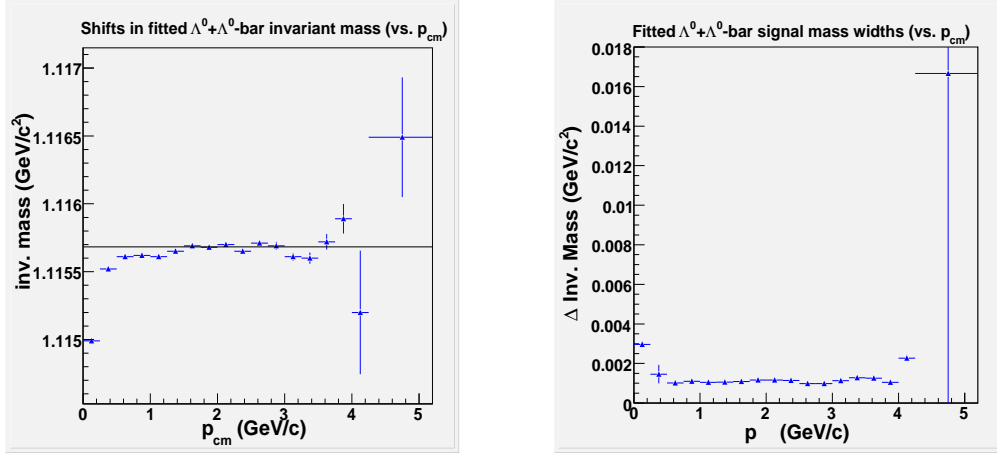 Shifts in fitted Λ⁰+Λ⁰-bar invariant mass (vs. p_cm)
inv. mass (GeV/c²)
1.117
1.1165
1.116
1.1155
1.115
0 1 2 3 4 5
p_cm (GeV/c)
Fitted Λ⁰+Λ⁰-bar signal mass widths (vs. p_cm)
Δ Inv. Mass (GeV/c²)
0.018
0.016
0.014
0.012
0.01
0.008
0.006
0.004
0.002
0
0 1 2 3 4 5
p (GeV/c)